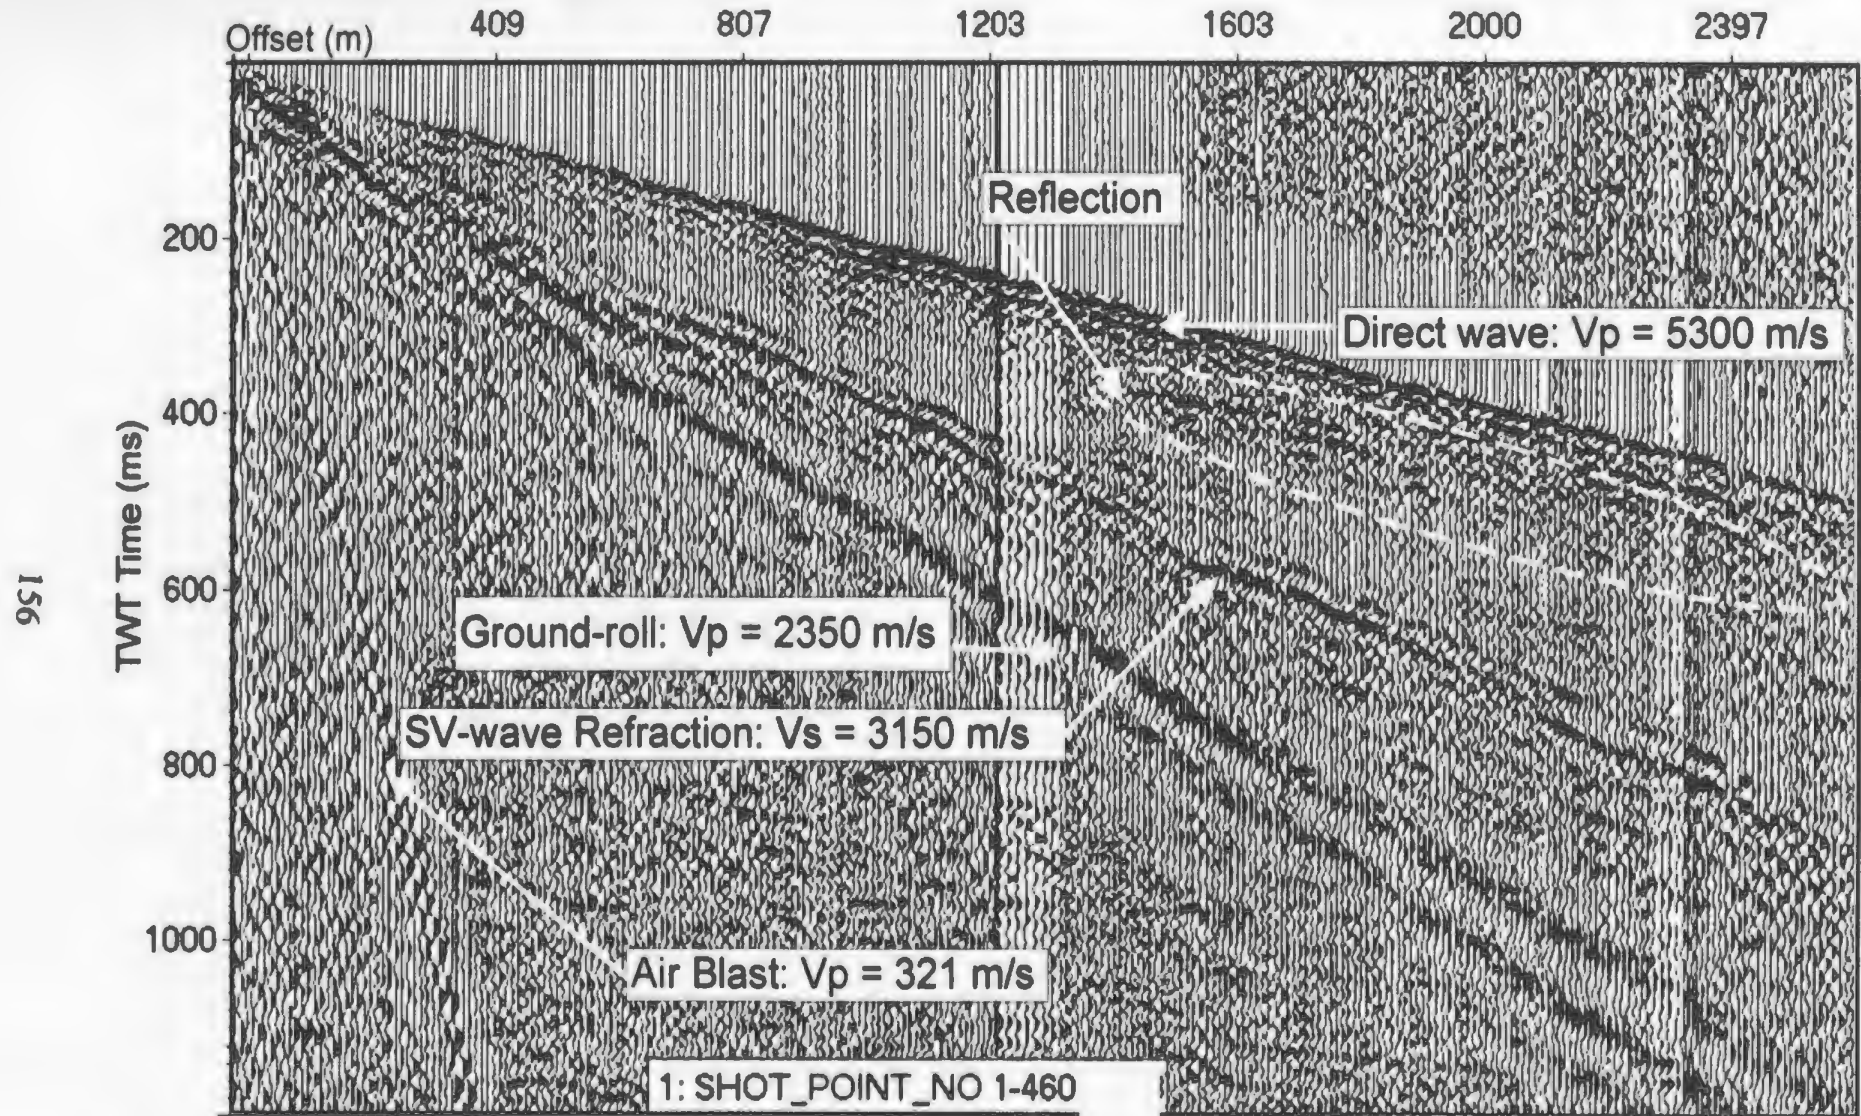 Offset (m) 409 807 1203 1603 2000 2397
TWT Time (ms)
200
400
600
800
1000
Reflection
Direct wave: Vp = 5300 m/s
Ground-roll: Vp = 2350 m/s
SV-wave Refraction: Vs = 3150 m/s
Air Blast: Vp = 321 m/s
1: SHOT_POINT_NO 1-460
156